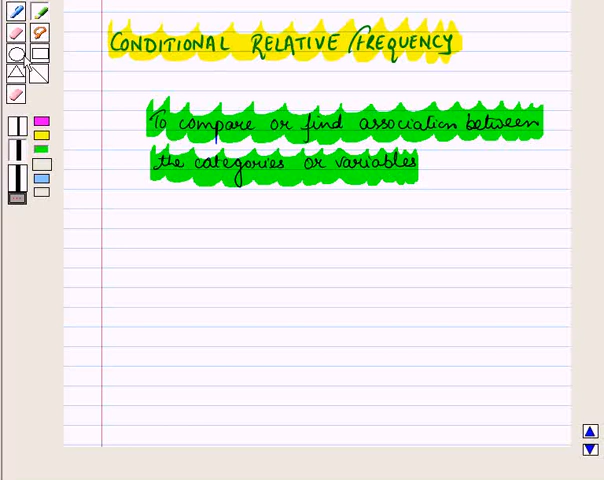 CONDITIONAL RELATIVE FREQUENCY
To compare or find association between
the categories or variables